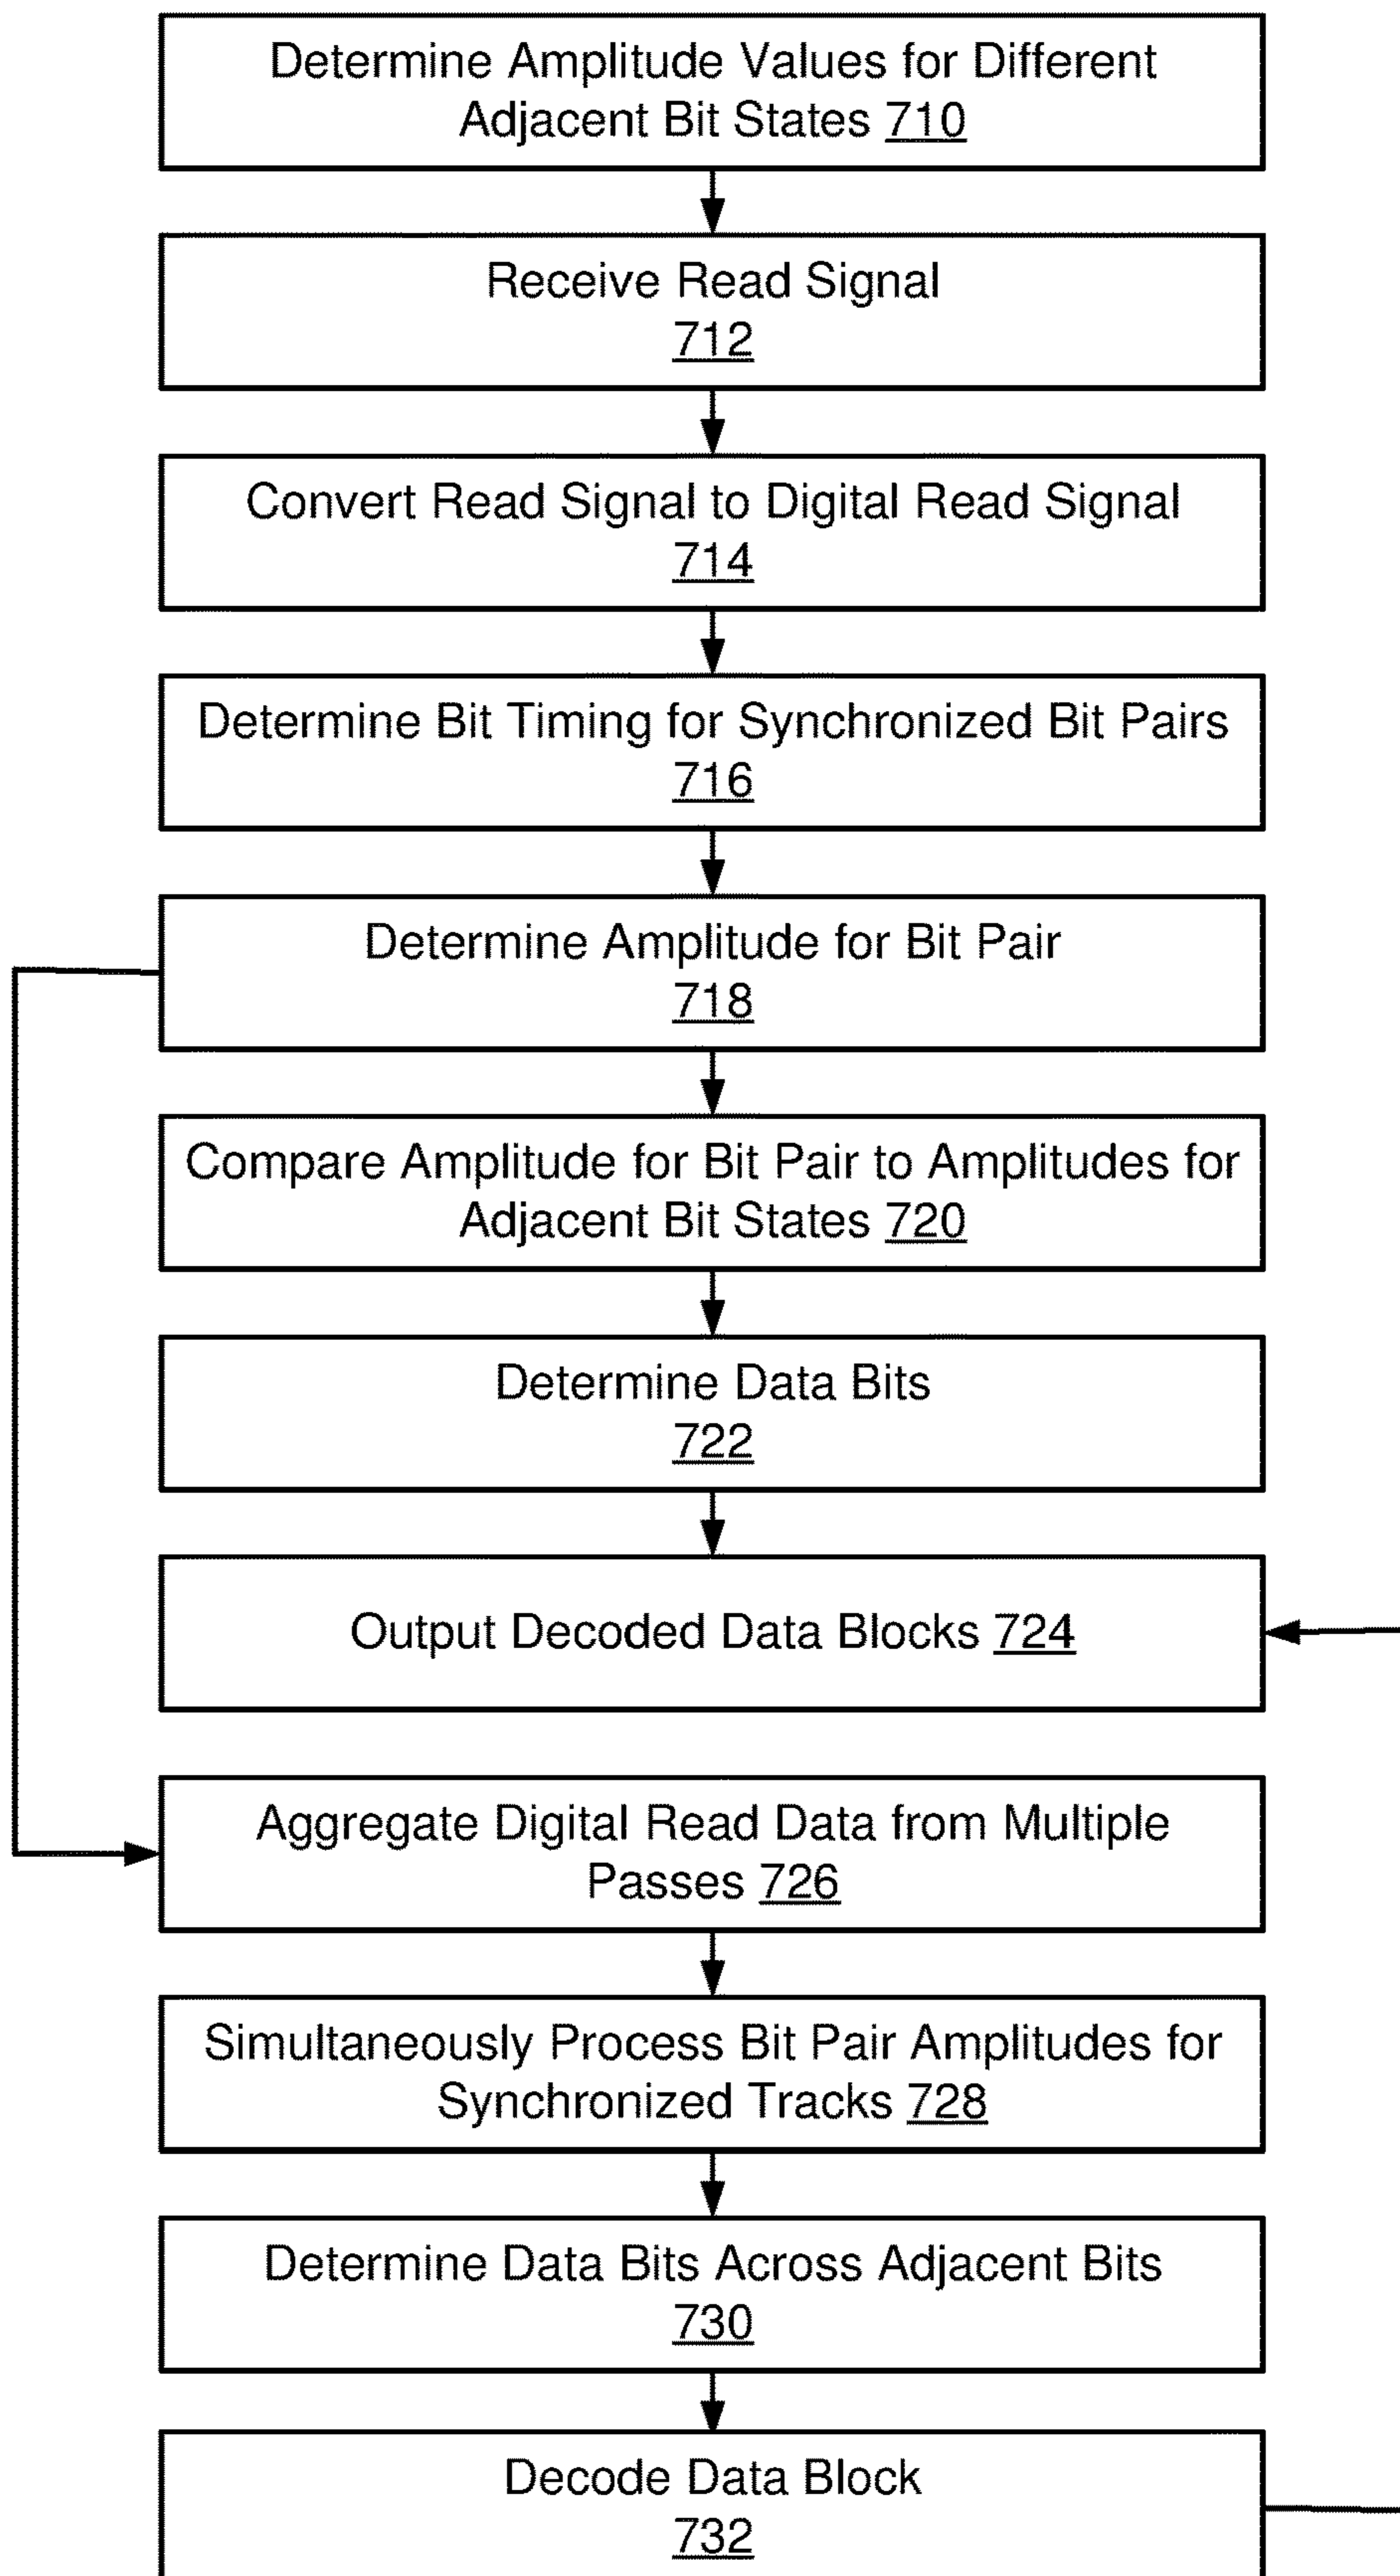 Determine Amplitude Values for Different
Adjacent Bit States 710
Receive Read Signal
712
Convert Read Signal to Digital Read Signal
714
Determine Bit Timing for Synchronized Bit Pairs
716
Determine Amplitude for Bit Pair
718
Compare Amplitude for Bit Pair to Amplitudes for
Adjacent Bit States 720
Determine Data Bits
722
Output Decoded Data Blocks 724
Aggregate Digital Read Data from Multiple
Passes 726
Simultaneously Process Bit Pair Amplitudes for
Synchronized Tracks 728
Determine Data Bits Across Adjacent Bits
730
Decode Data Block
732